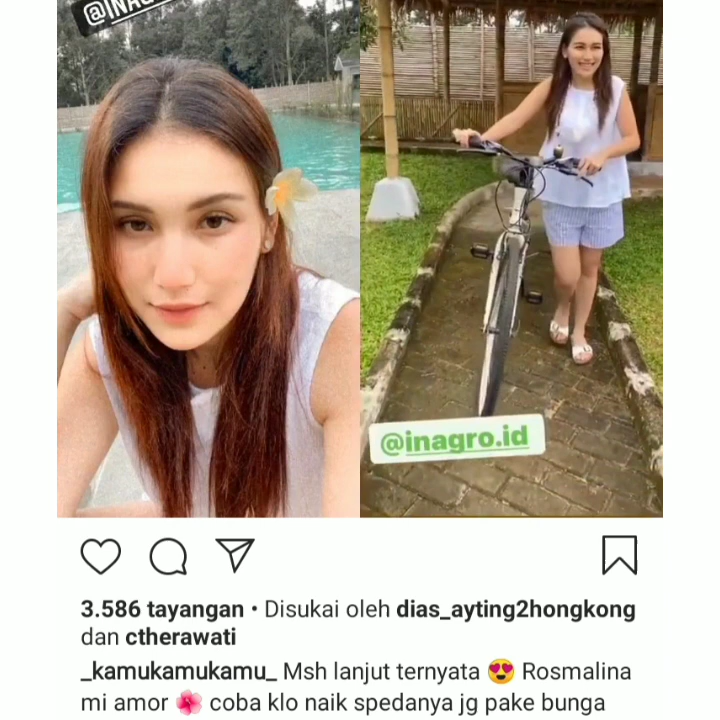 @INAG
@inagro.id
3.586 tayangan • Disukai oleh dias_ayting2hongkong
dan ctherawati
_kamukamukamu_ Msh lanjut ternyata 😍 Rosmalina
mi amor 🌺 coba klo naik spedanya jg pake bunga